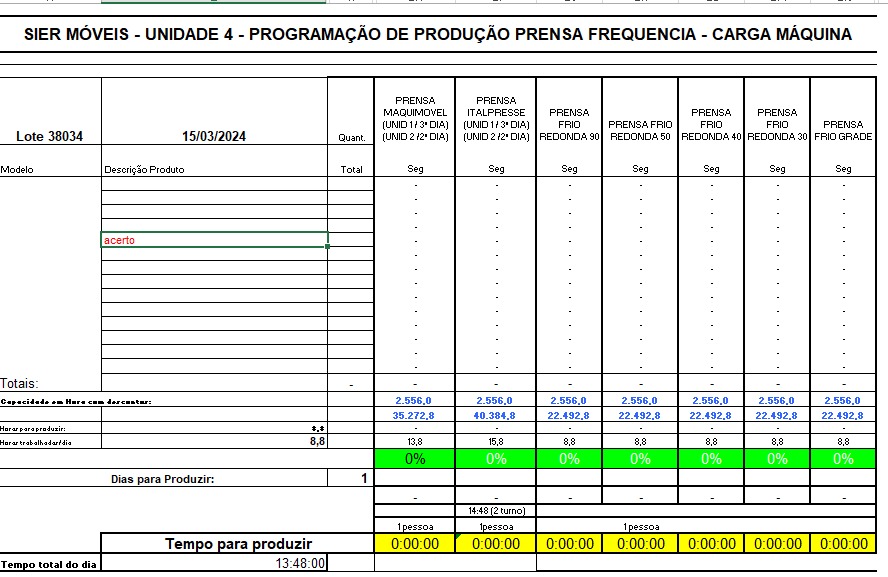 SIER MÓVEIS - UNIDADE 4 - PROGRAMAÇÃO DE PRODUÇÃO PRENSA FREQUENCIA - CARGA MÁQUINA
Lote 38034 15/03/2024 Quant. PRENSA MAQUIMOVEL (UNID 1 / 3ª DIA) (UNID 2 /2ª DIA) PRENSA ITALPRESSE (UNID 1 / 3ª DIA) (UNID 2 /2ª DIA) PRENSA FRIO REDONDA 90 PRENSA FRIO REDONDA 50 PRENSA FRIO REDONDA 40 PRENSA FRIO REDONDA 30 PRENSA FRIO GRADE
Modelo Descrição Produto Total Seg Seg Seg Seg Seg Seg Seg
- - - - - - -
- - - - - - -
- - - - - - -
- - - - - - -
acerto - - - - - - -
- - - - - - -
- - - - - - -
- - - - - - -
- - - - - - -
- - - - - - -
- - - - - - -
- - - - - - -
- - - - - - -
- - - - - - -
Totais: - - - - - - - -
Capacidade em Hora com descontos: 2.556,0 2.556,0 2.556,0 2.556,0 2.556,0 2.556,0 2.556,0
35.272,8 40.384,8 22.492,8 22.492,8 22.492,8 22.492,8 22.492,8
Horas para produzir: - - - - - - -
Horas trabalhadas/dia 8,8 13,8 15,8 8,8 8,8 8,8 8,8 8,8
0% 0% 0% 0% 0% 0% 0%
Dias para Produzir: 1
- - - - - - -
14:48 (2 turno)
1 pessoa 1 pessoa 1 pessoa
Tempo para produzir 0:00:00 0:00:00 0:00:00 0:00:00 0:00:00 0:00:00 0:00:00
Tempo total do dia 13:48:00